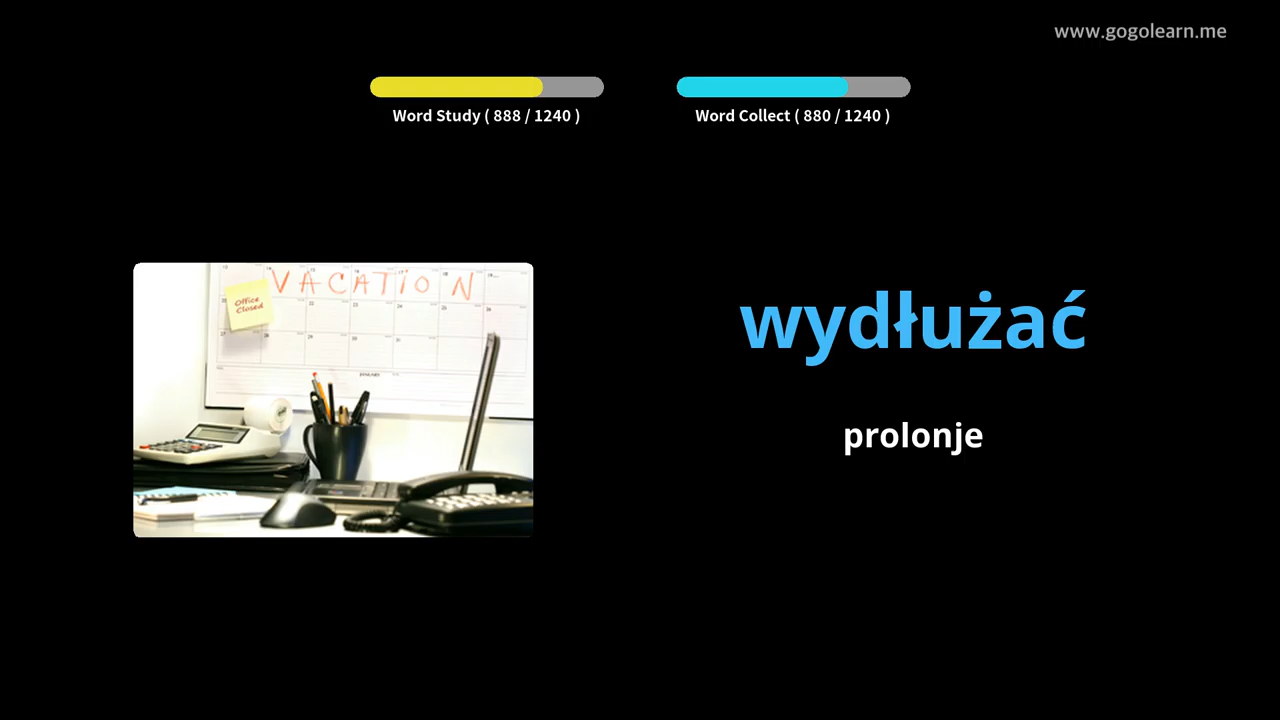 www.gogolearn.me
Word Study ( 888 / 1240 )
Word Collect ( 880 / 1240 )
VACATION
Office
Closed
wydłużać
prolonje